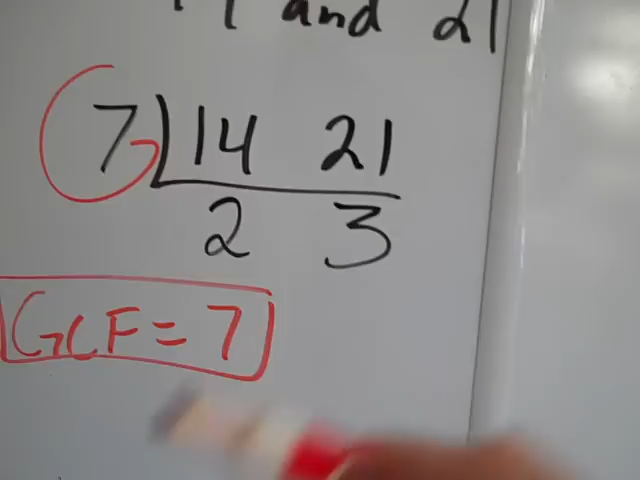 and 21
7 14 21
2 3
GCF = 7